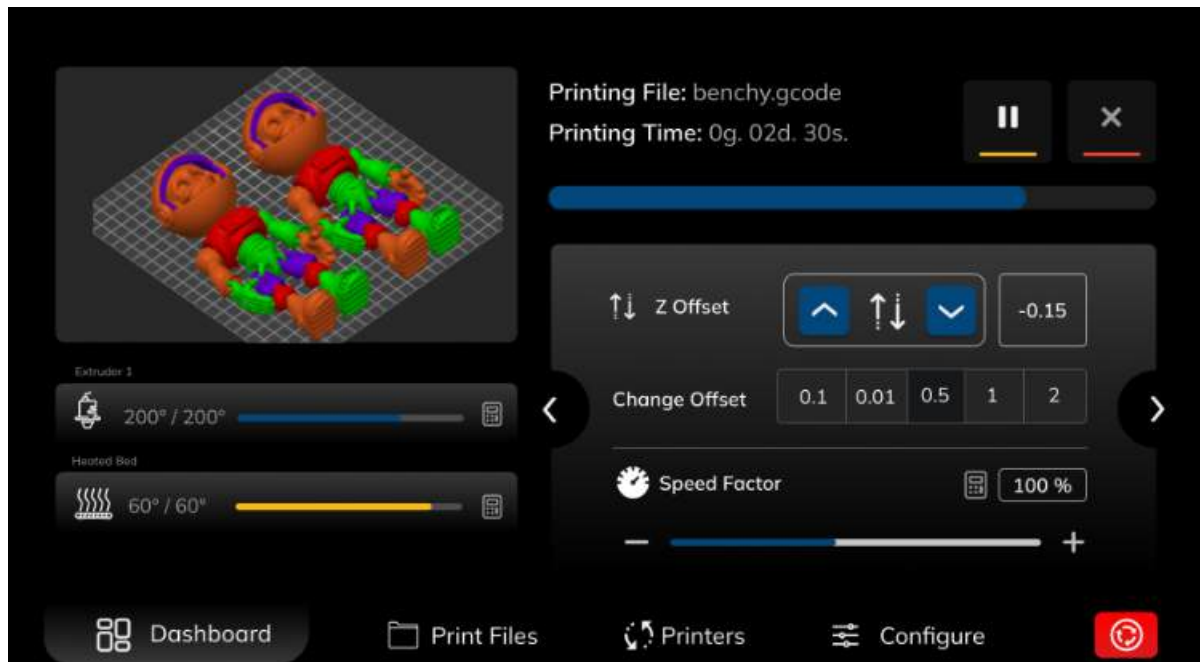 Printing File: benchy.gcode
Printing Time: 0g. 02d. 30s.
Extruder 1
200° / 200°
Heated Bed
60° / 60°
Z Offset
-0.15
Change Offset
0.1 0.01 0.5 1 2
Speed Factor
100 %
Dashboard
Print Files
Printers
Configure